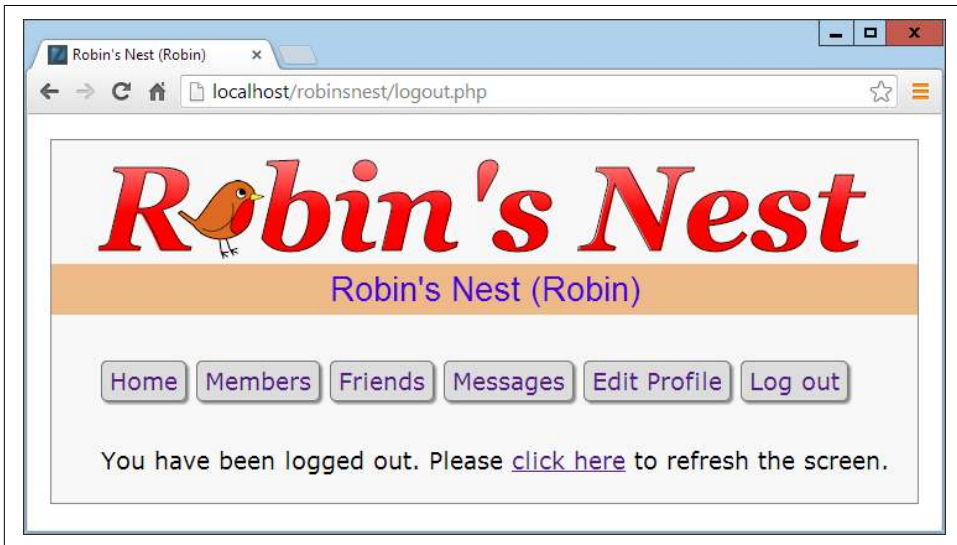 Robin's Nest (Robin)
localhost/robinsnest/logout.php
Robin's Nest
Robin's Nest (Robin)
Home Members Friends Messages Edit Profile Log out
You have been logged out. Please click here to refresh the screen.